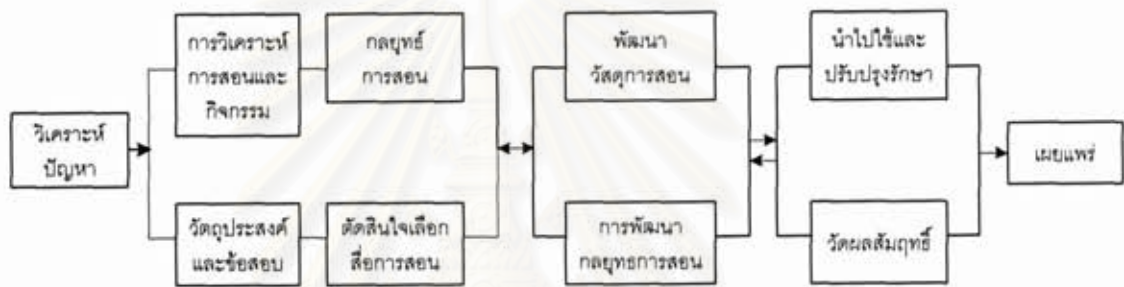 วิเคราะห์
ปัญหา
การวิเคราะห์
การสอนและ
กิจกรรม
กลยุทธ์
การสอน
วัตถุประสงค์
และข้อสอบ
ตัดสินใจเลือก
สื่อการสอน
พัฒนา
วัสดุการสอน
การพัฒนา
กลยุทธการสอน
นำไปใช้และ
ปรับปรุงรักษา
วัดผลสัมฤทธิ์
เผยแพร่